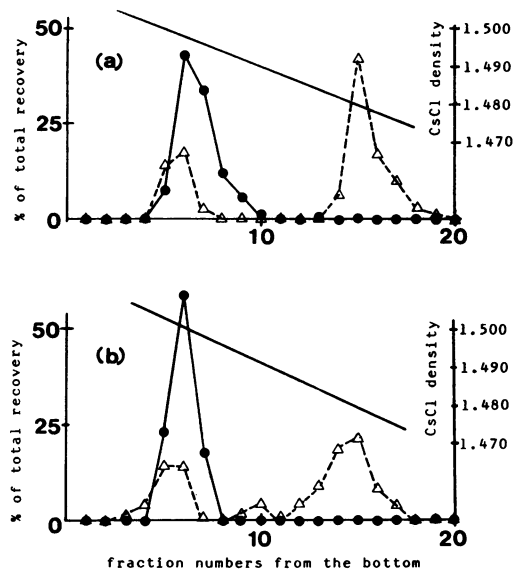 (a)
% of total recovery
50
25
0
10
20
CsCl density
1.500
1.490
1.480
1.470
(b)
% of total recovery
50
25
0
10
20
CsCl density
1.500
1.490
1.480
1.470
fraction numbers from the bottom